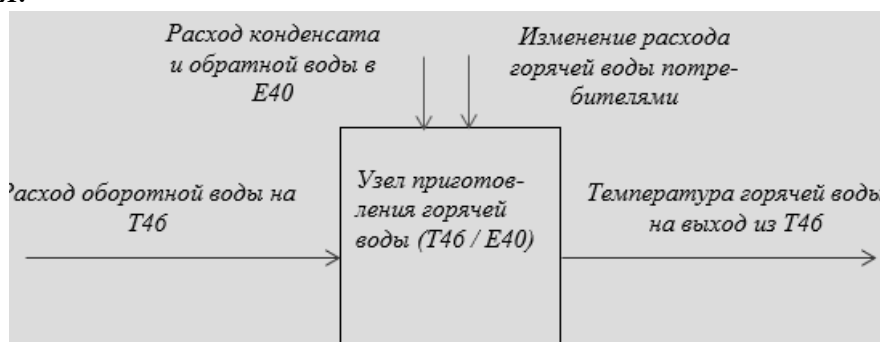 Расход конденсата
и обратной воды в
Е40
Изменение расхода
горячей воды потре-
бителями
Расход оборотной воды на
Т46
Узел приготов-
ления горячей
воды (Т46 / Е40)
Температура горячей воды
на выход из Т46